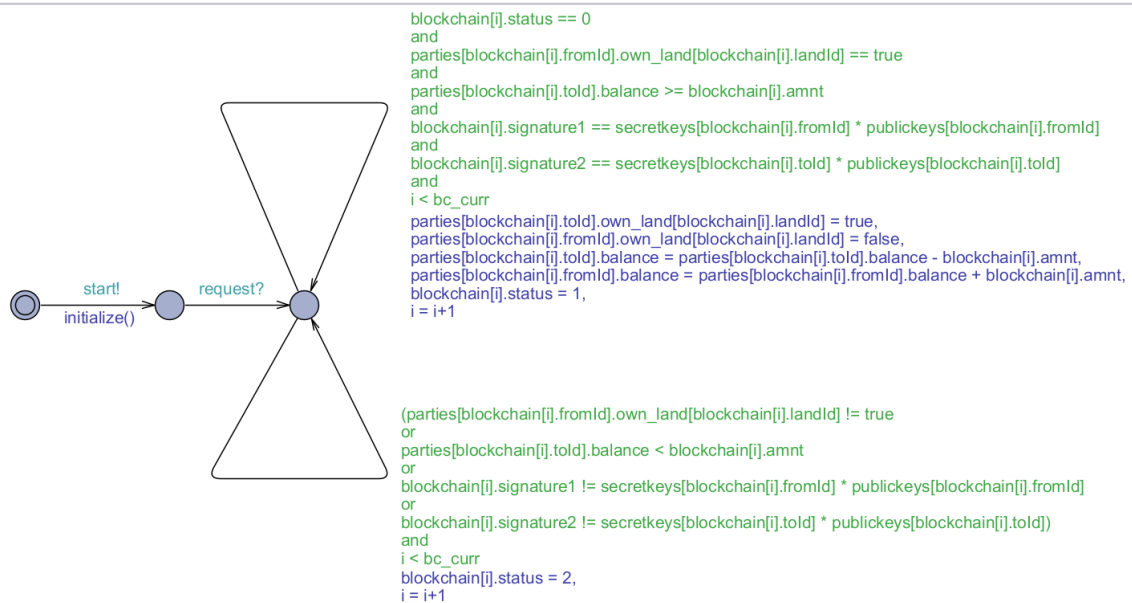 blockchain[i].status == 0
and
parties[blockchain[i].fromId].own_land[blockchain[i].landId] == true
and
parties[blockchain[i].toId].balance >= blockchain[i].amnt
and
blockchain[i].signature1 == secretkeys[blockchain[i].fromId] * publickeys[blockchain[i].fromId]
and
blockchain[i].signature2 == secretkeys[blockchain[i].toId] * publickeys[blockchain[i].toId]
and
i < bc_curr
parties[blockchain[i].toId].own_land[blockchain[i].landId] = true,
parties[blockchain[i].fromId].own_land[blockchain[i].landId] = false,
parties[blockchain[i].toId].balance = parties[blockchain[i].toId].balance - blockchain[i].amnt,
parties[blockchain[i].fromId].balance = parties[blockchain[i].fromId].balance + blockchain[i].amnt,
blockchain[i].status = 1,
i = i+1
start!
initialize()
request?
(parties[blockchain[i].fromId].own_land[blockchain[i].landId] != true
or
parties[blockchain[i].toId].balance < blockchain[i].amnt
or
blockchain[i].signature1 != secretkeys[blockchain[i].fromId] * publickeys[blockchain[i].fromId]
or
blockchain[i].signature2 != secretkeys[blockchain[i].toId] * publickeys[blockchain[i].toId])
and
i < bc_curr
blockchain[i].status = 2,
i = i+1